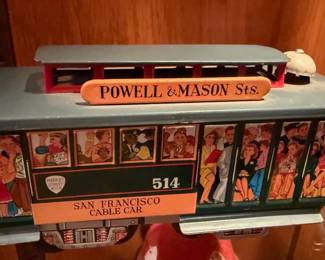 POWELL & MASON STS.
514
SAN FRANCISCO
CABLE CAR